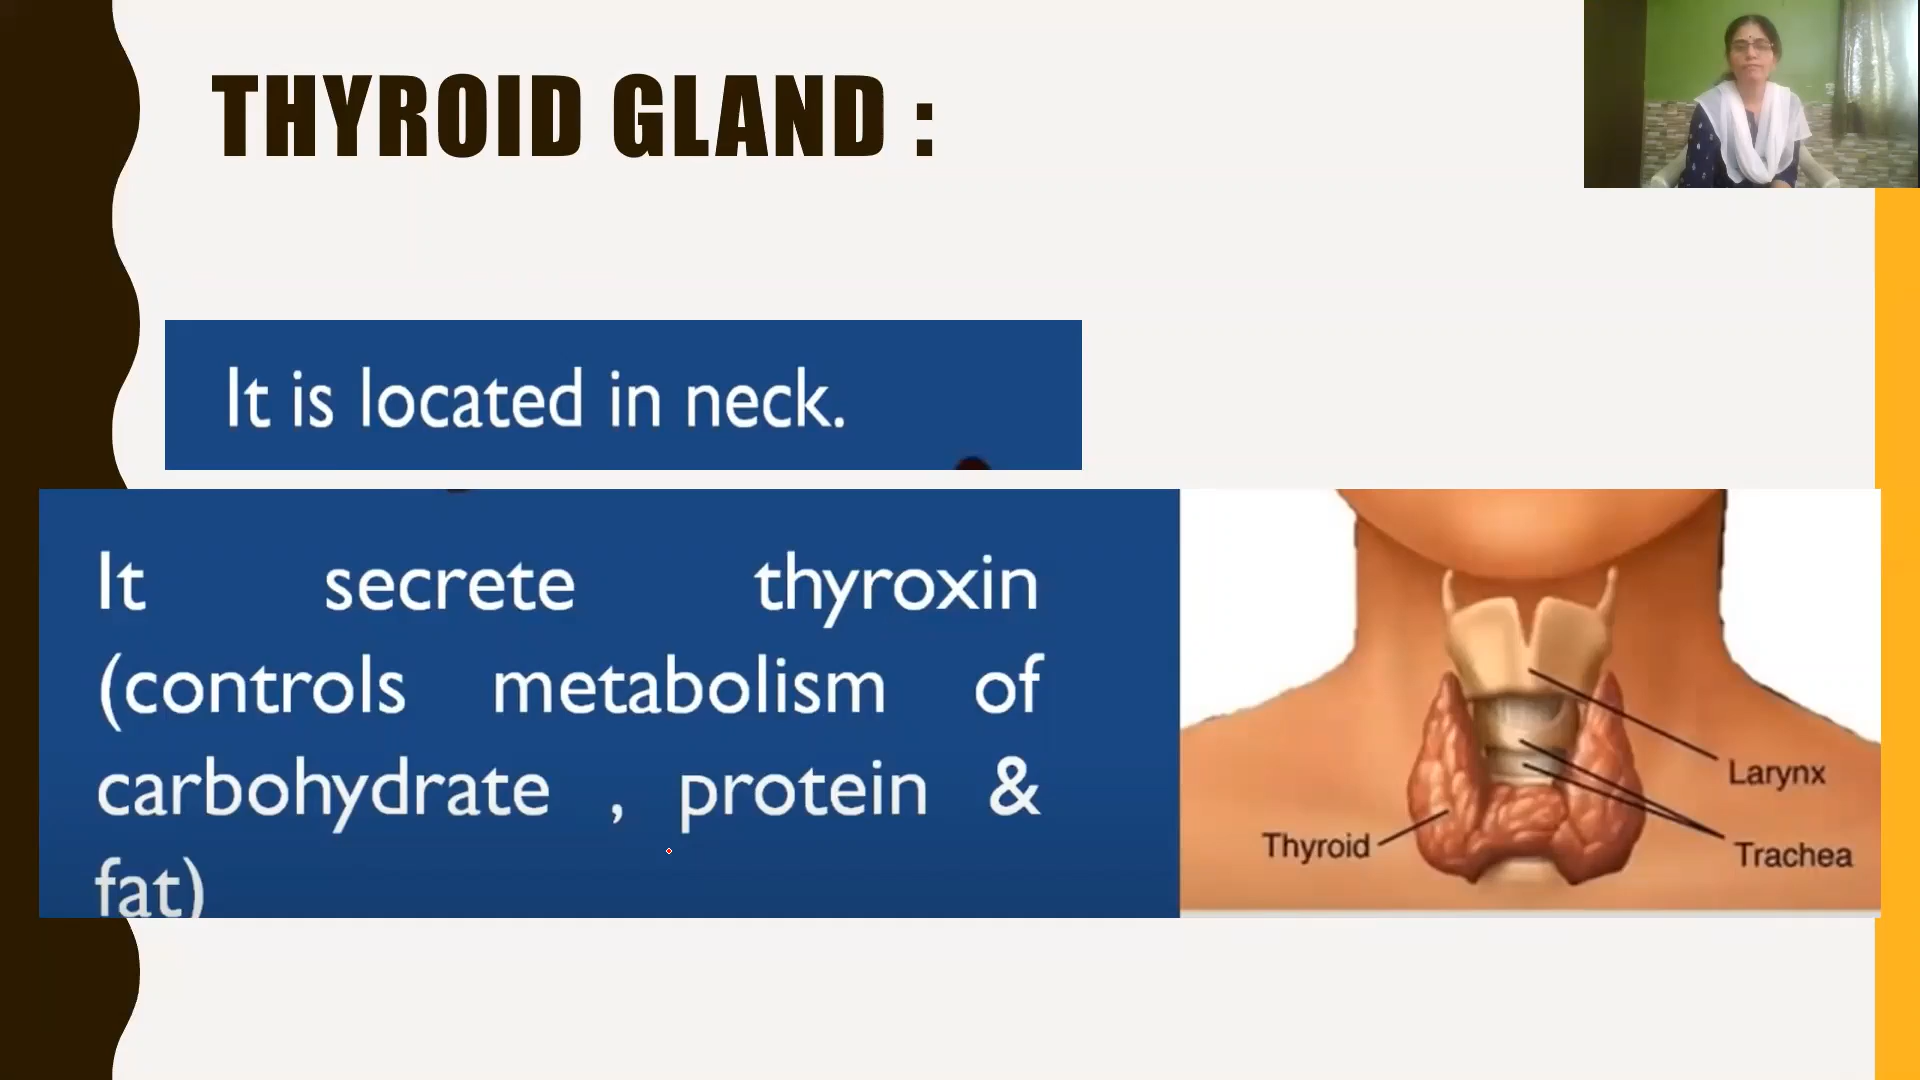 THYROID GLAND :
It is located in neck.
It secrete thyroxin
(controls metabolism of
carbohydrate , protein &
fat)
Larynx
Thyroid
Trachea